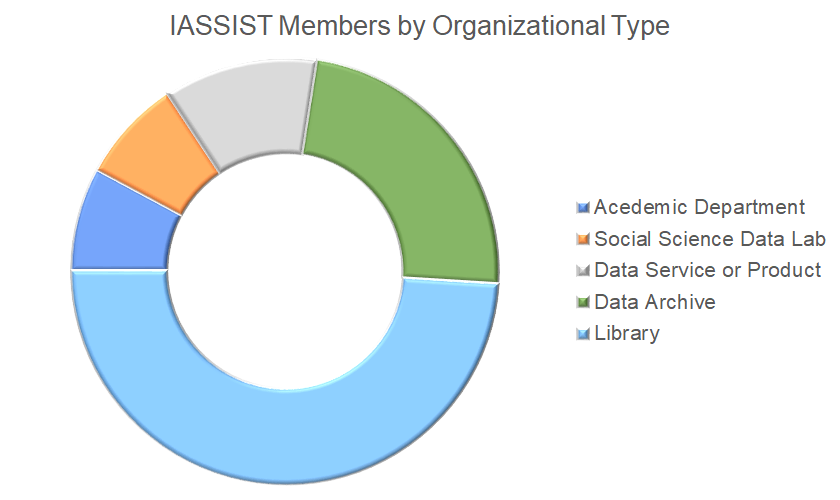 IASSIST Members by Organizational Type
Acedemic Department
Social Science Data Lab
Data Service or Product
Data Archive
Library